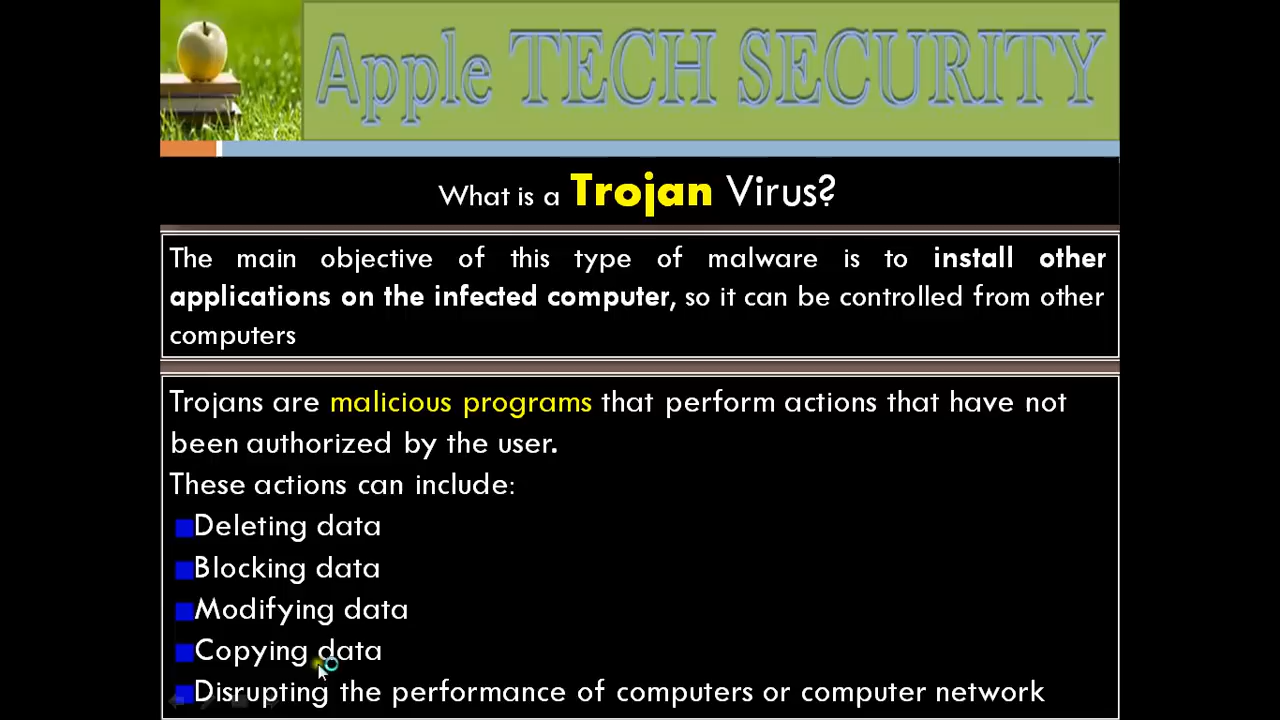 Apple TECH SECURITY
What is a Trojan Virus?
The main objective of this type of malware is to install other
applications on the infected computer, so it can be controlled from other
computers
Trojans are malicious programs that perform actions that have not
been authorized by the user.
These actions can include:
Deleting data
Blocking data
Modifying data
Copying data
Disrupting the performance of computers or computer network